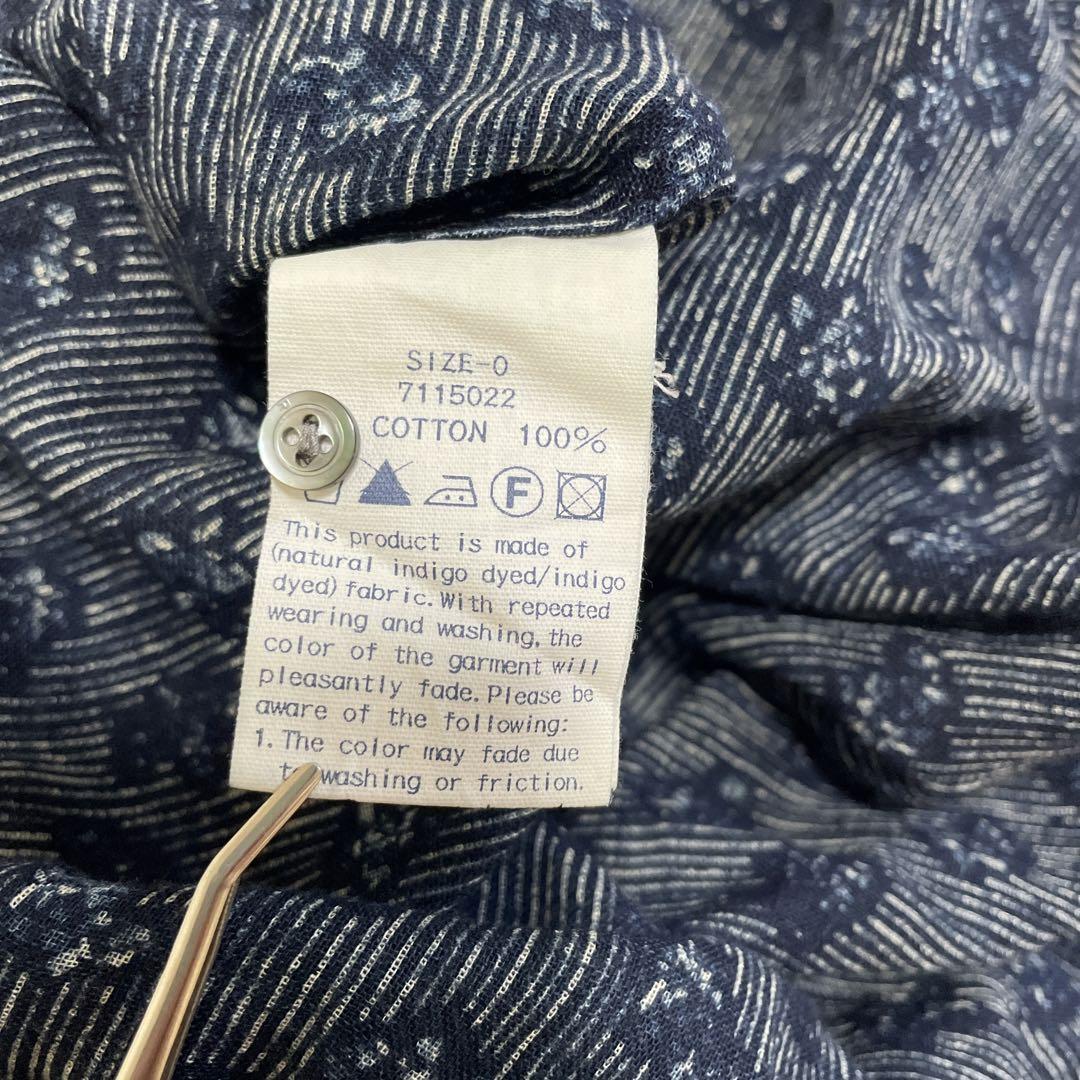 SIZE-0
7115022
COTTON 100%
F
This product is made of
(natural indigo dyed/indigo
dyed) fabric. With repeated
wearing and washing, the
color of the garment will
pleasantly fade. Please be
aware of the following:
1. The color may fade due
to washing or friction.